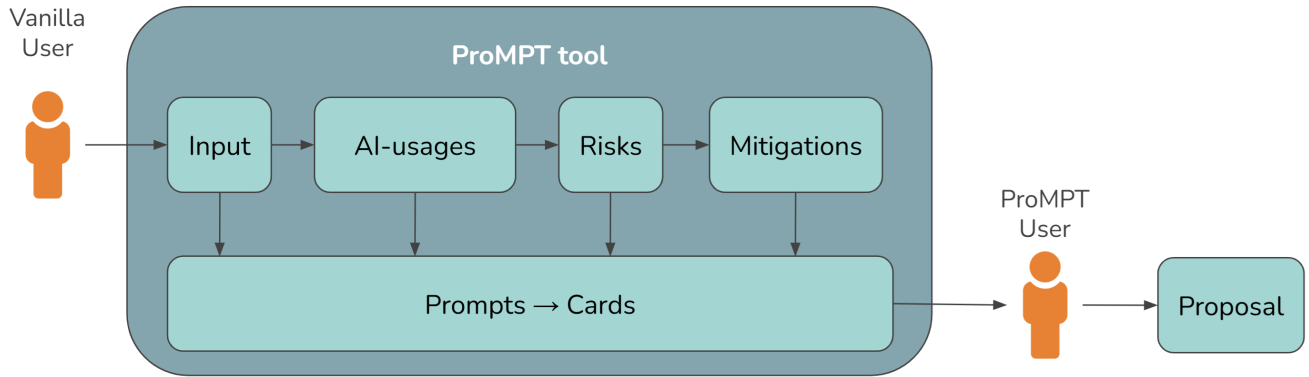 Vanilla
User
ProMPT tool
Input
AI-usages
Risks
Mitigations
Prompts → Cards
ProMPT
User
Proposal